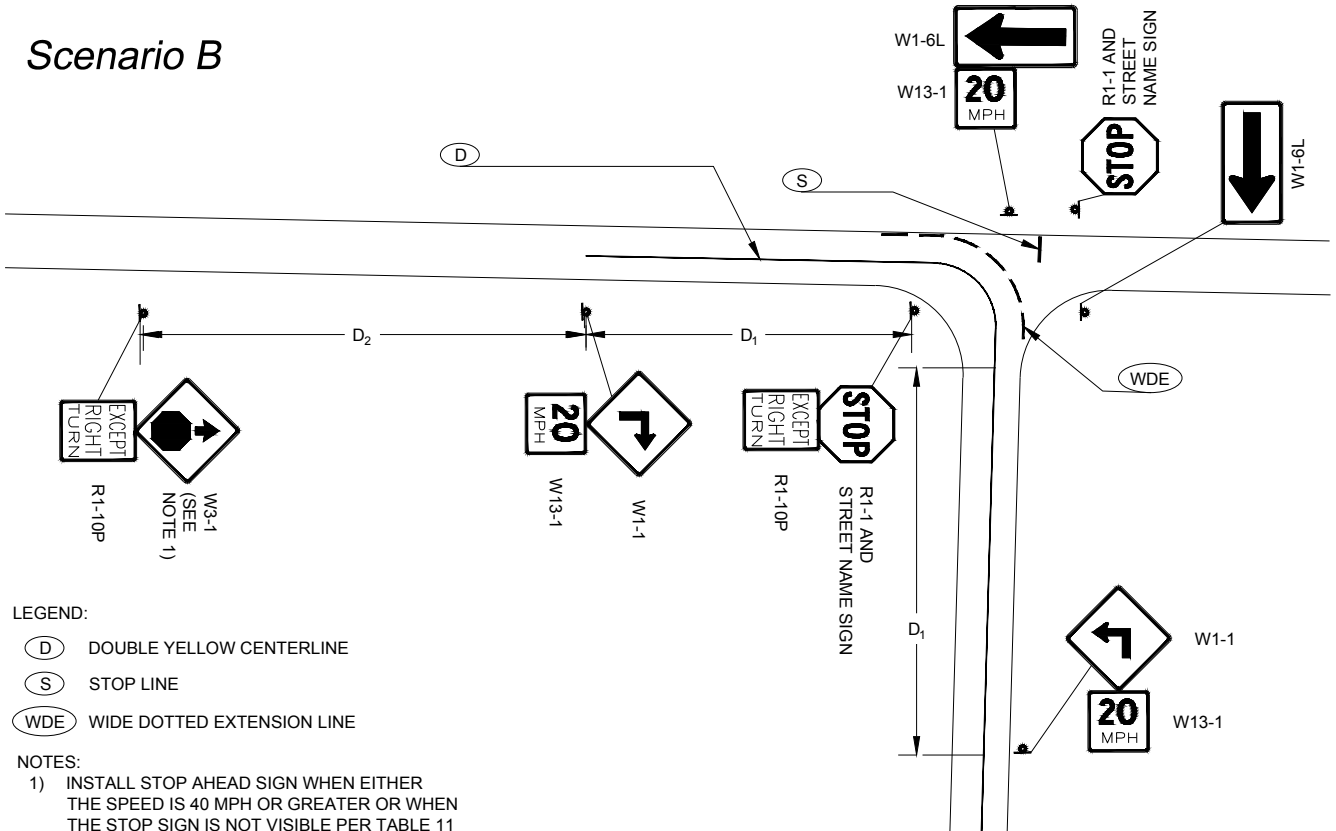 Scenario B
W1-6L
W13-1
20
MPH
R1-1 AND
STREET
NAME SIGN
STOP
W1-6L
D
S
D2
D1
WDE
EXCEPT
RIGHT
TURN
R1-10P
W3-1
(SEE
NOTE 1)
20
MPH
W13-1
W1-1
EXCEPT
RIGHT
TURN
R1-10P
STOP
R1-1 AND
STREET NAME SIGN
D1
W1-1
20
MPH
W13-1
LEGEND:
D DOUBLE YELLOW CENTERLINE
S STOP LINE
WDE WIDE DOTTED EXTENSION LINE
NOTES:
1) INSTALL STOP AHEAD SIGN WHEN EITHER
THE SPEED IS 40 MPH OR GREATER OR WHEN
THE STOP SIGN IS NOT VISIBLE PER TABLE 11